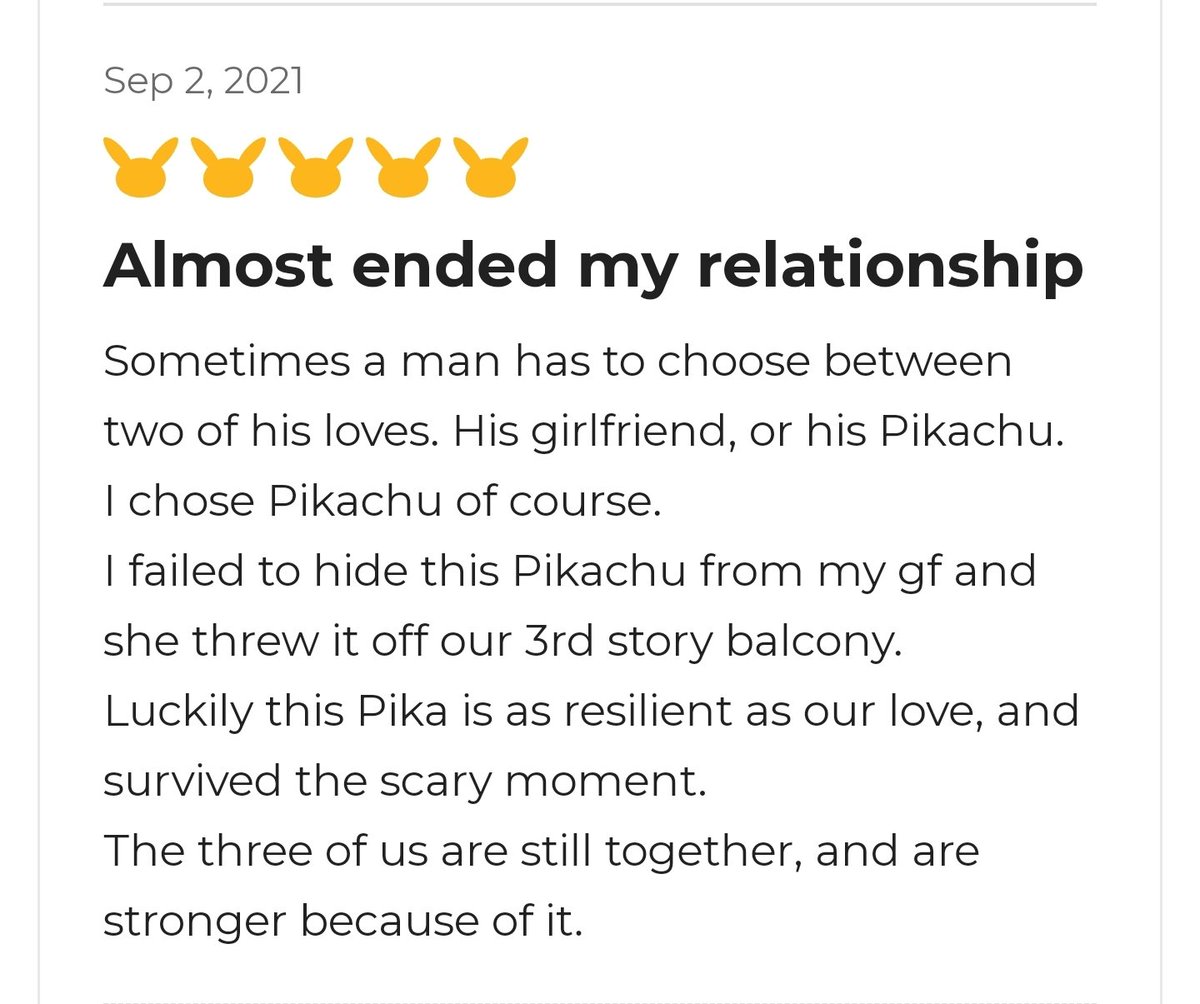 Sep 2, 2021
Almost ended my relationship
Sometimes a man has to choose between
two of his loves. His girlfriend, or his Pikachu.
I chose Pikachu of course.
I failed to hide this Pikachu from my gf and
she threw it off our 3rd story balcony.
Luckily this Pika is as resilient as our love, and
survived the scary moment.
The three of us are still together, and are
stronger because of it.